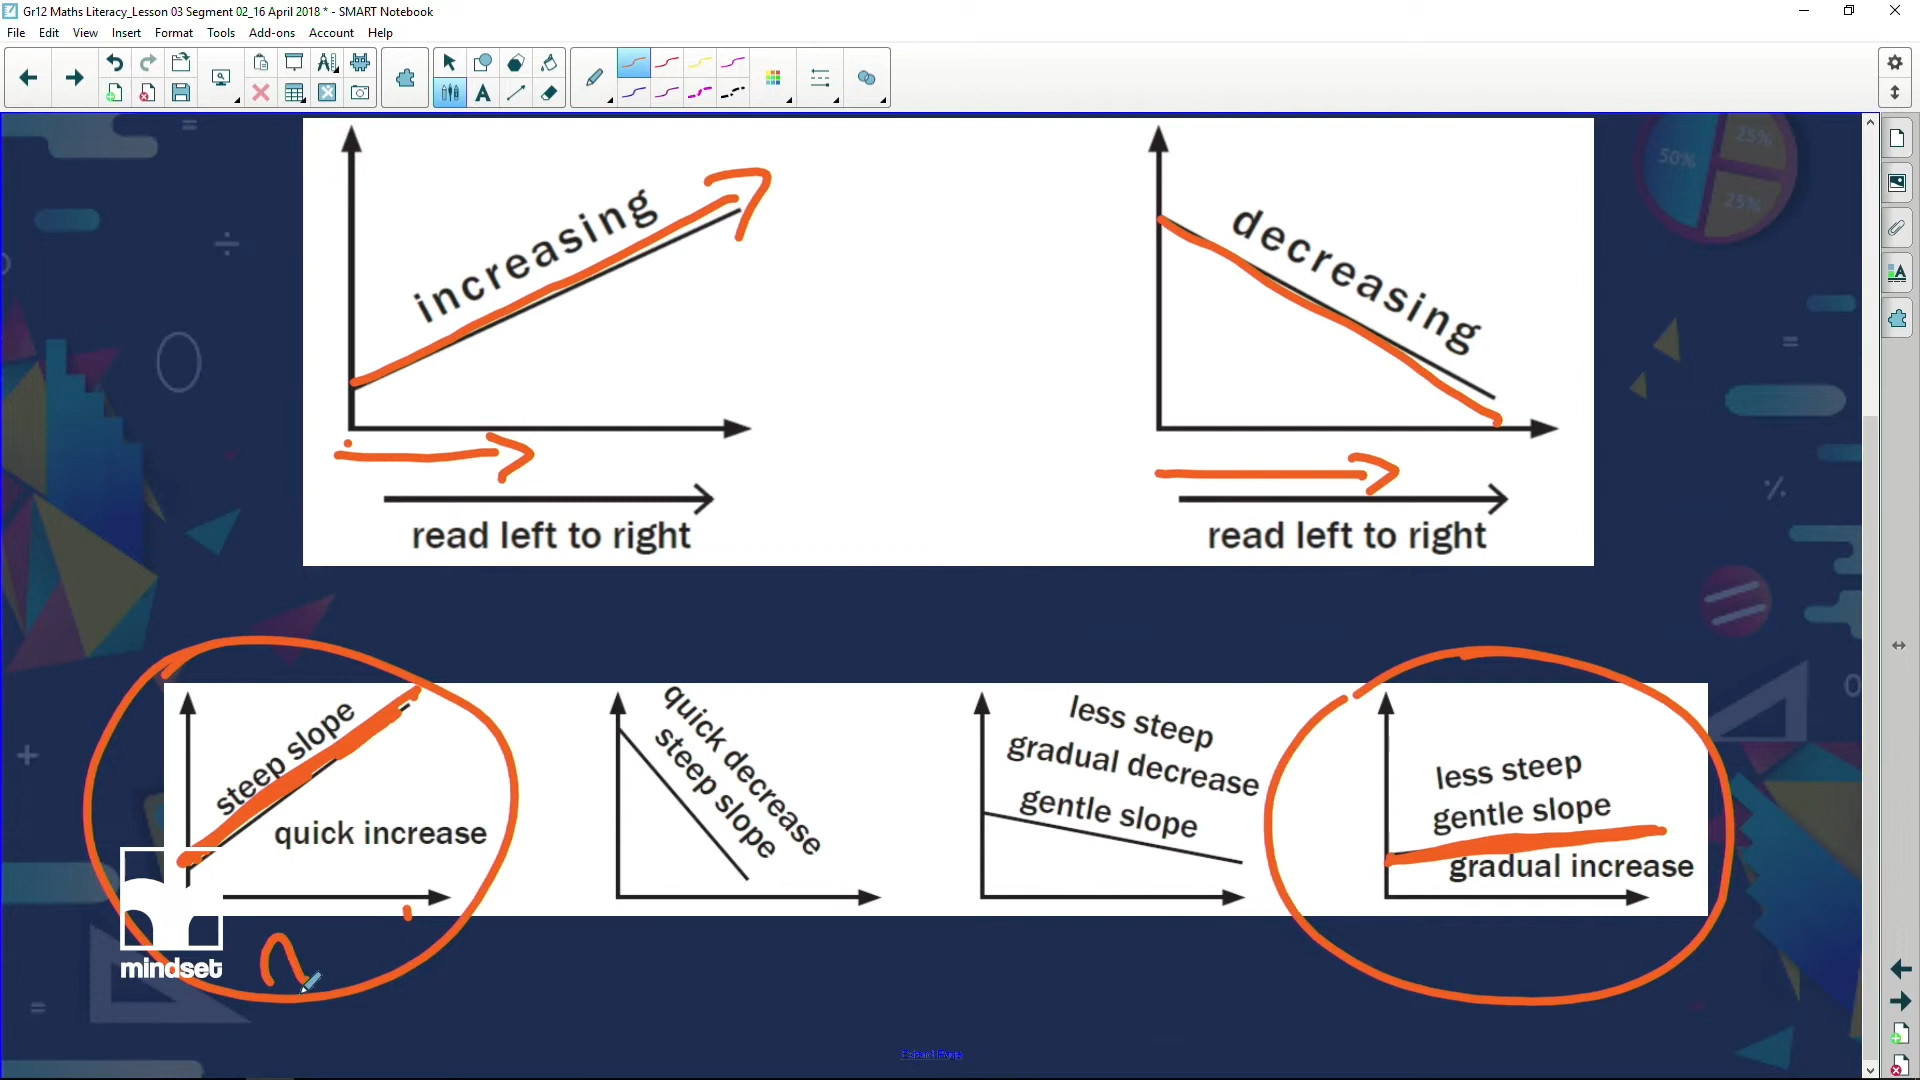 Gr12 Maths Literacy_Lesson 03 Segment 02_16 April 2018 * - SMART Notebook
File Edit View Insert Format Tools Add-ons Account Help
50% 25%
25%
increasing
decreasing
read left to right
read left to right
steep slope
quick increase
quick decrease
steep slope
less steep
gradual decrease
gentle slope
less steep
gentle slope
gradual increase
mindset
Extend Page